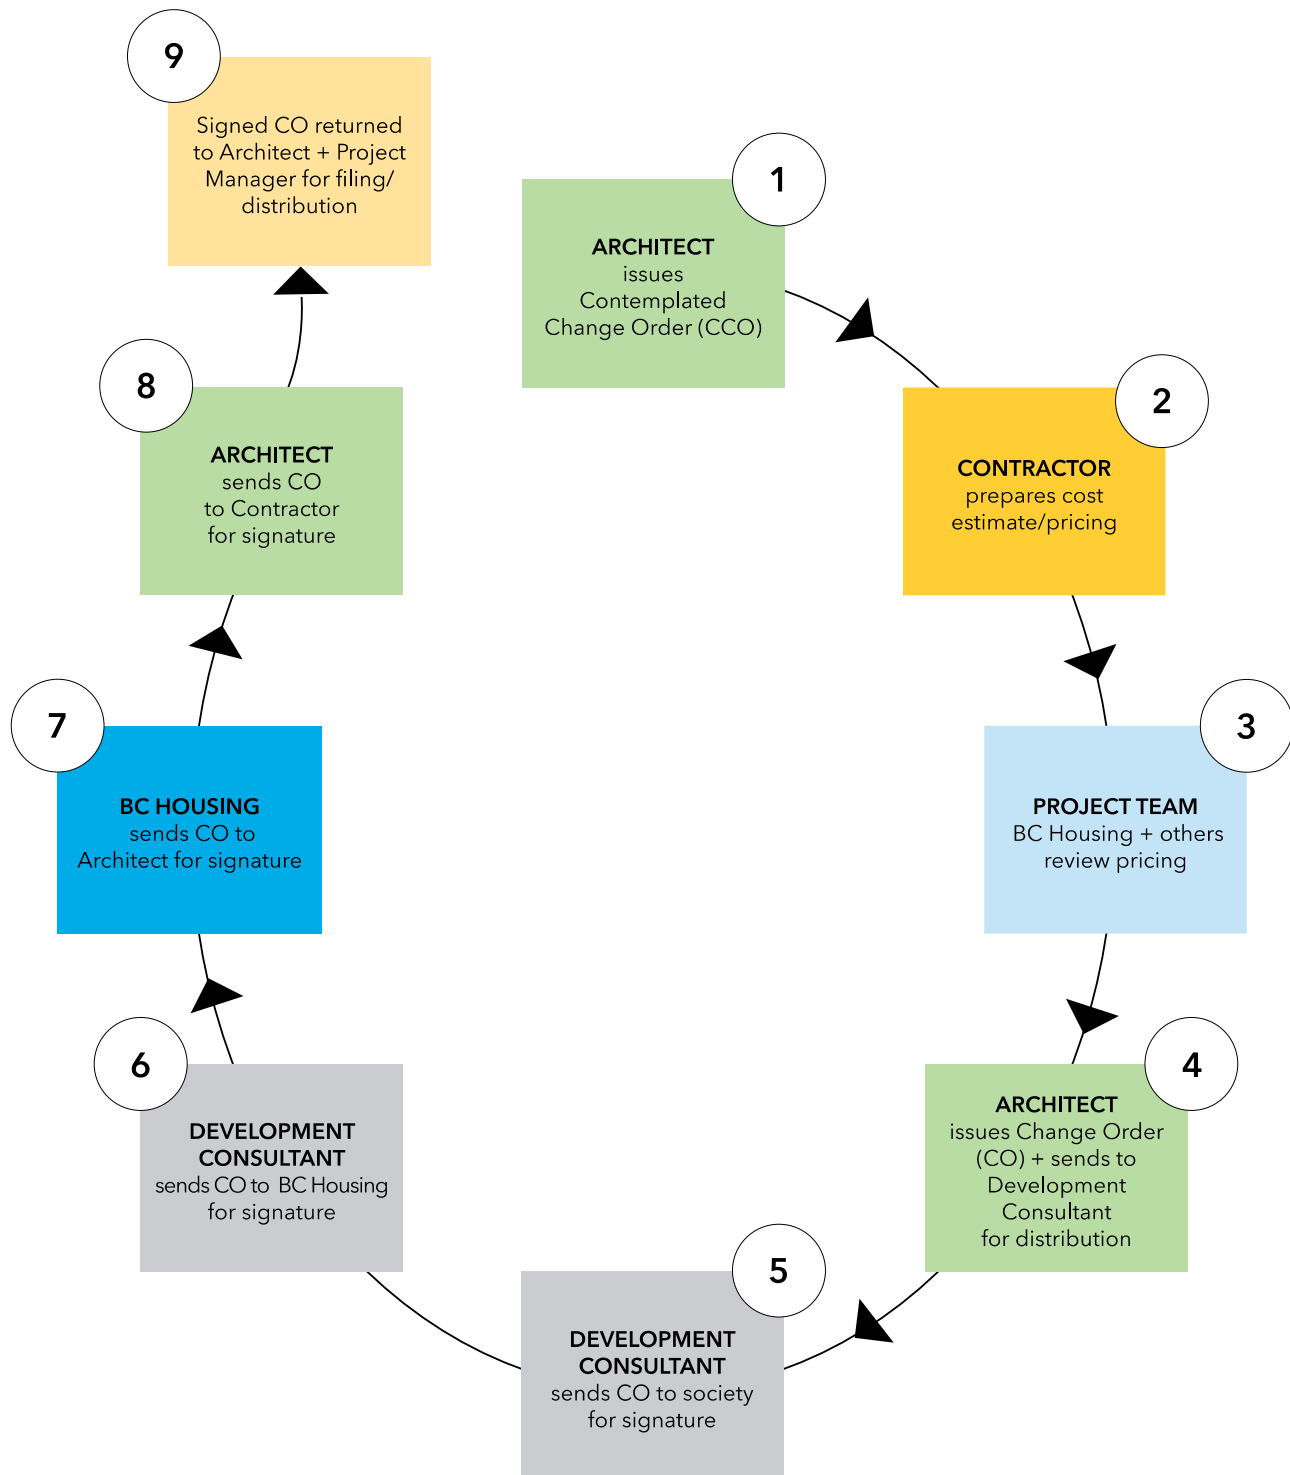 1
ARCHITECT
issues
Contemplated
Change Order (CCO)
2
CONTRACTOR
prepares cost
estimate/pricing
3
PROJECT TEAM
BC Housing + others
review pricing
4
ARCHITECT
issues Change Order
(CO) + sends to
Development
Consultant
for distribution
5
DEVELOPMENT
CONSULTANT
sends CO to society
for signature
6
DEVELOPMENT
CONSULTANT
sends CO to BC Housing
for signature
7
BC HOUSING
sends CO to
Architect for signature
8
ARCHITECT
sends CO
to Contractor
for signature
9
Signed CO returned
to Architect + Project
Manager for filing/
distribution